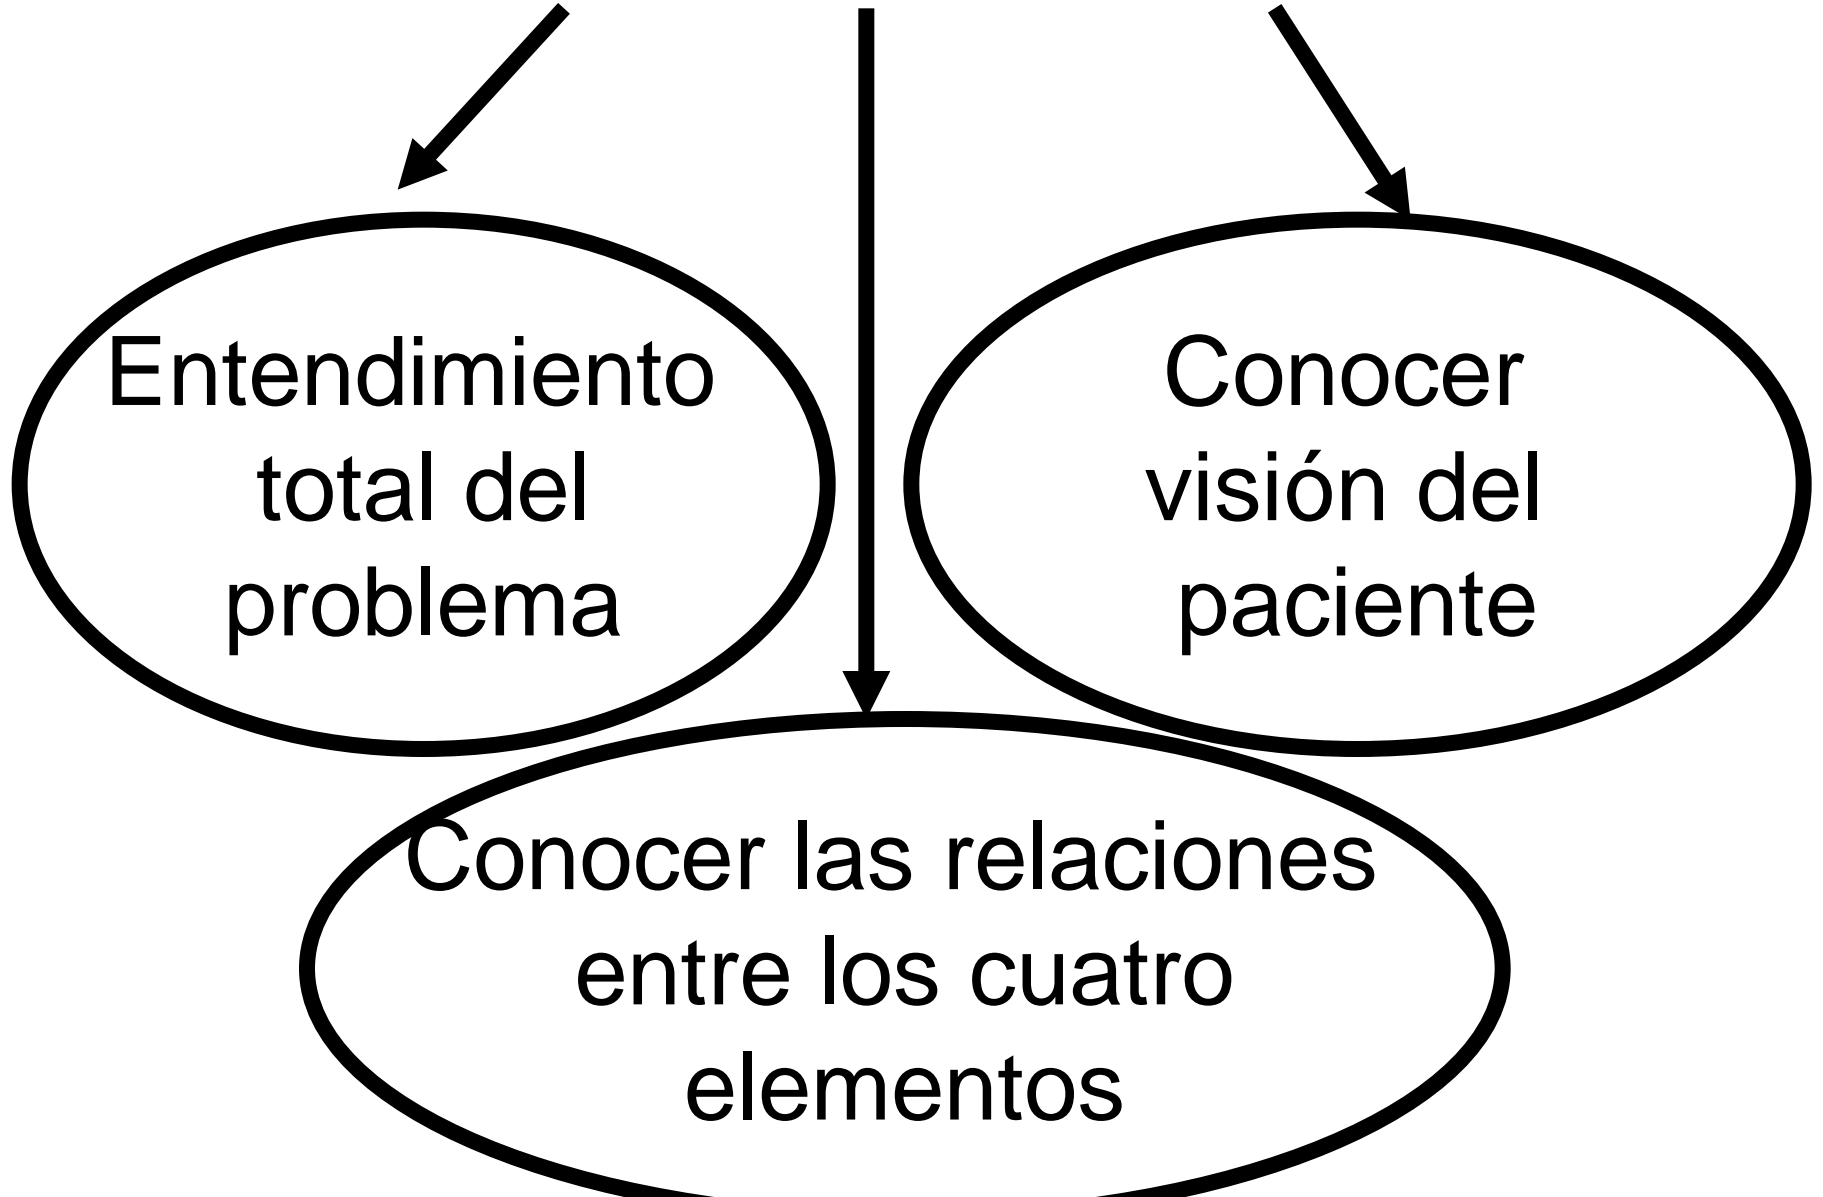 Entendimiento
total del
problema
Conocer
visión del
paciente
Conocer las relaciones
entre los cuatro
elementos